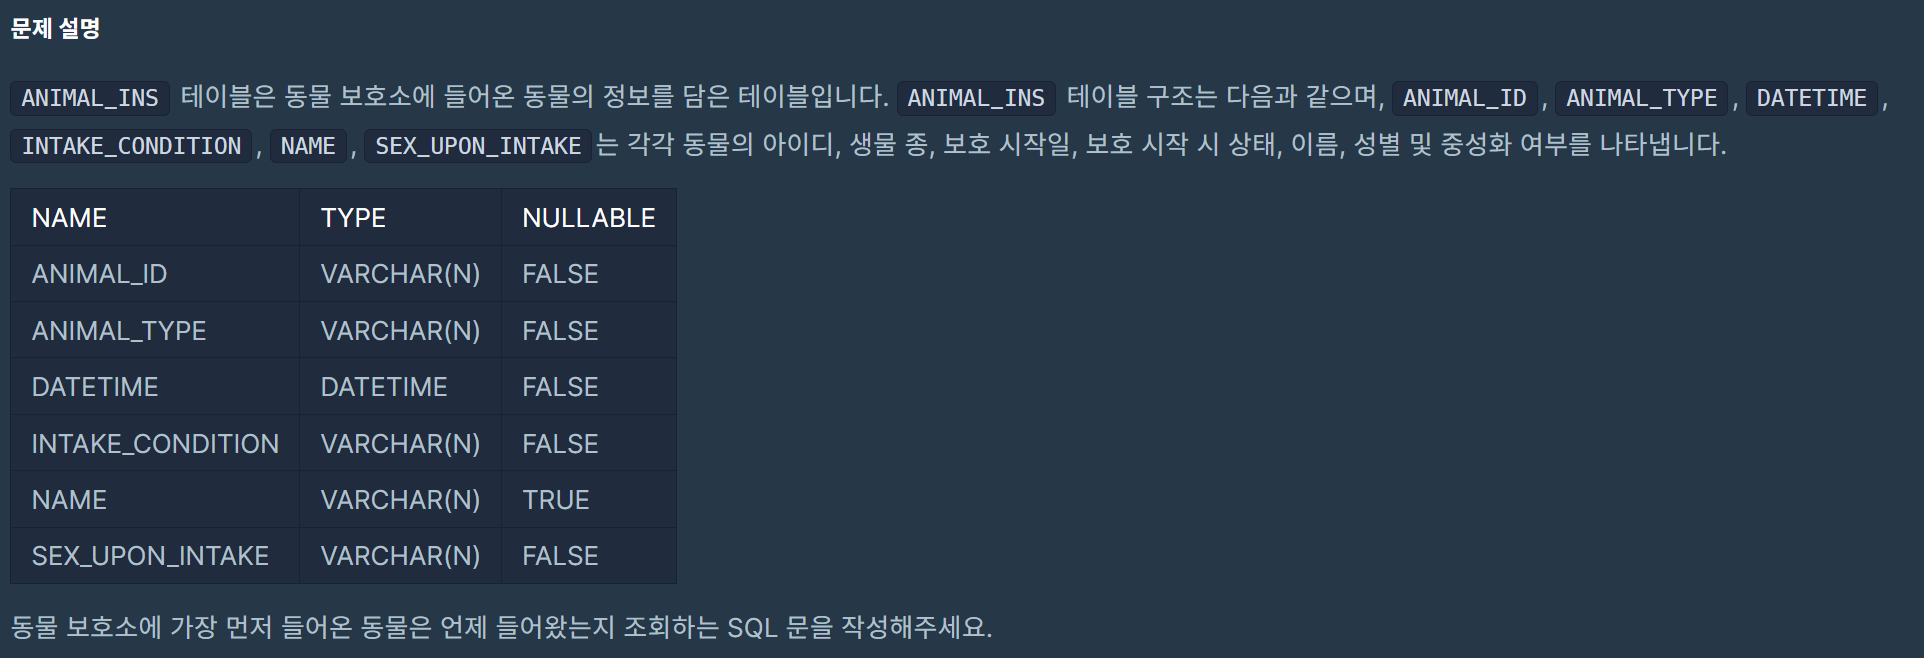 문제 설명
ANIMAL_INS 테이블은 동물 보호소에 들어온 동물의 정보를 담은 테이블입니다. ANIMAL_INS 테이블 구조는 다음과 같으며, ANIMAL_ID , ANIMAL_TYPE , DATETIME ,
INTAKE_CONDITION , NAME , SEX_UPON_INTAKE 는 각각 동물의 아이디, 생물 종, 보호 시작일, 보호 시작 시 상태, 이름, 성별 및 중성화 여부를 나타냅니다.
NAME TYPE NULLABLE
ANIMAL_ID VARCHAR(N) FALSE
ANIMAL_TYPE VARCHAR(N) FALSE
DATETIME DATETIME FALSE
INTAKE_CONDITION VARCHAR(N) FALSE
NAME VARCHAR(N) TRUE
SEX_UPON_INTAKE VARCHAR(N) FALSE
동물 보호소에 가장 먼저 들어온 동물은 언제 들어왔는지 조회하는 SQL 문을 작성해주세요.